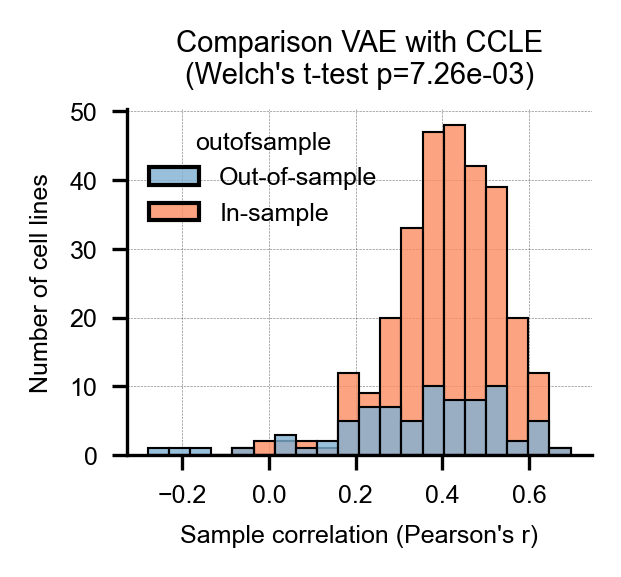 Comparison VAE with CCLE
(Welch's t-test p=7.26e-03)
50
40
30
20
10
0
Number of cell lines
outofsample
Out-of-sample
In-sample
−0.2 0.0 0.2 0.4 0.6
Sample correlation (Pearson's r)